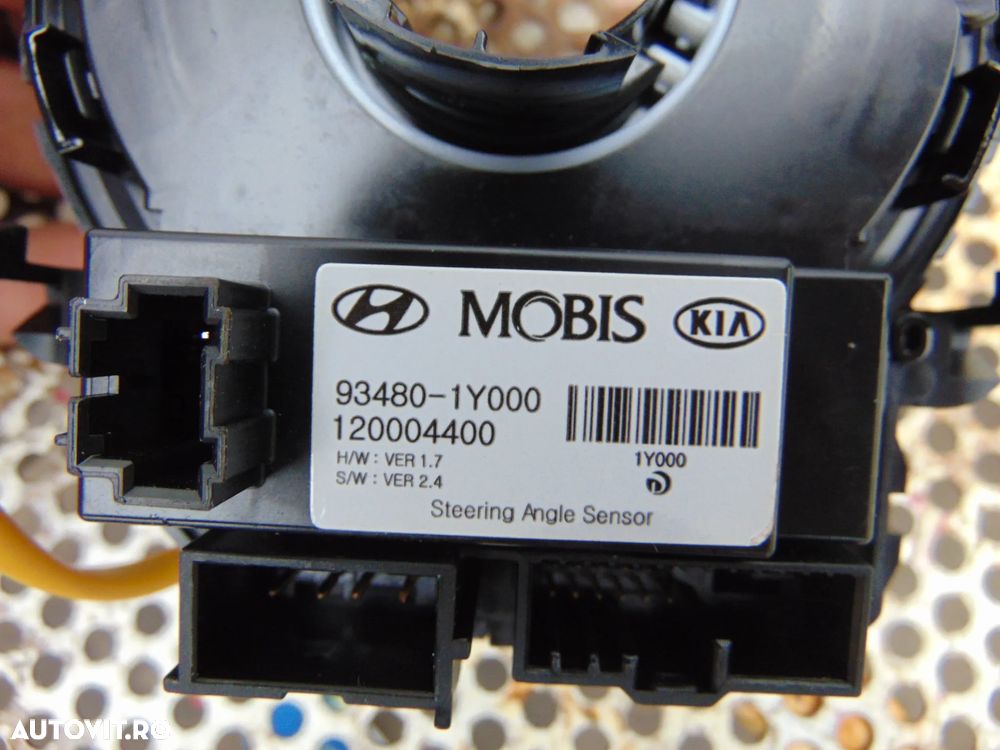 MOBIS KIA
93480-1Y000
120004400
H/W : VER 1.7
S/W : VER 2.4
1Y000
Steering Angle Sensor
AUTOVIT.RO